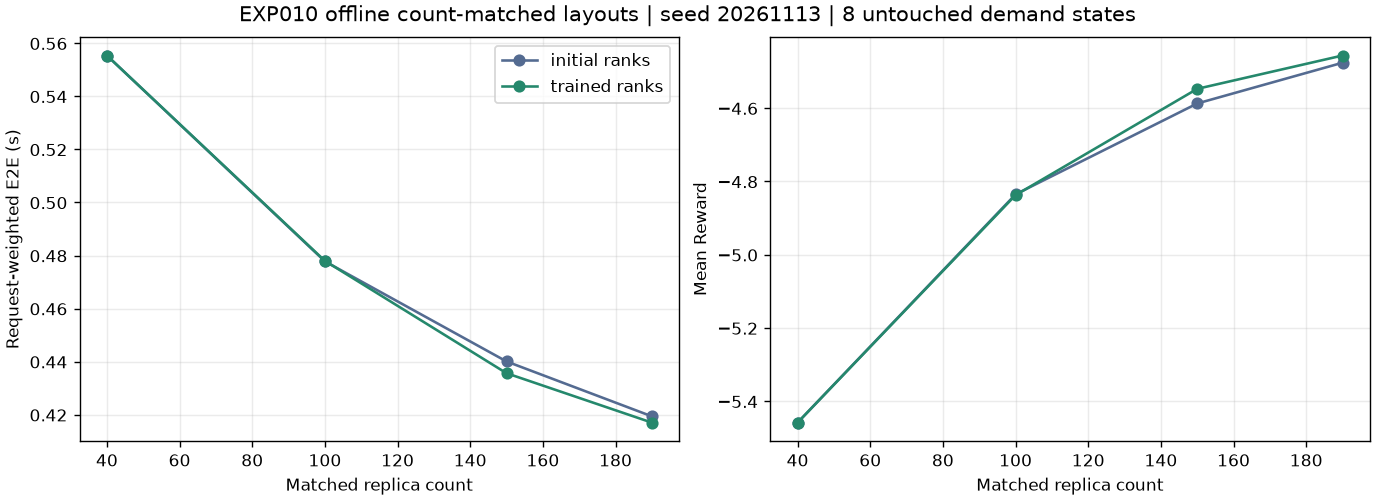 EXP010 offline count-matched layouts | seed 20261113 | 8 untouched demand states
Request-weighted E2E (s)
0.56
0.54
0.52
0.50
0.48
0.46
0.44
0.42
initial ranks
trained ranks
40 60 80 100 120 140 160 180
Matched replica count
Mean Reward
−4.6
−4.8
−5.0
−5.2
−5.4
40 60 80 100 120 140 160 180
Matched replica count